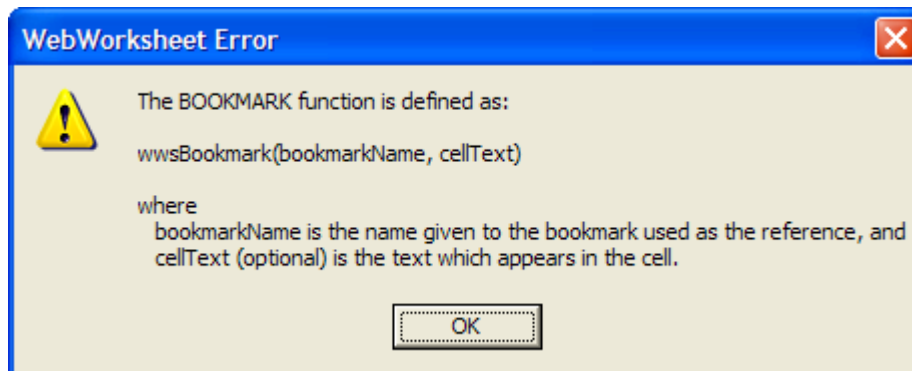 WebWorksheet Error
The BOOKMARK function is defined as:
wwsBookmark(bookmarkName, cellText)
where
bookmarkName is the name given to the bookmark used as the reference, and
cellText (optional) is the text which appears in the cell.
OK